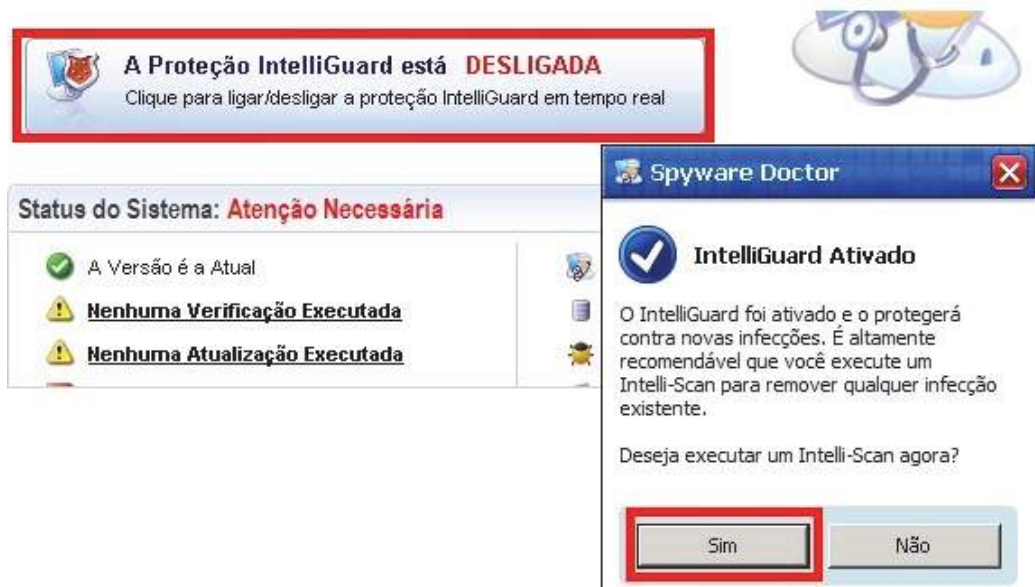 A Proteção IntelliGuard está DESLIGADA
Clique para ligar/desligar a proteção IntelliGuard em tempo real
Status do Sistema: Atenção Necessária
A Versão é a Atual
Nenhuma Verificação Executada
Nenhuma Atualização Executada
Spyware Doctor
IntelliGuard Ativado
O IntelliGuard foi ativado e o protegerá
contra novas infecções. É altamente
recomendável que você execute um
Intelli-Scan para remover qualquer infecção
existente.
Deseja executar um Intelli-Scan agora?
Sim
Não